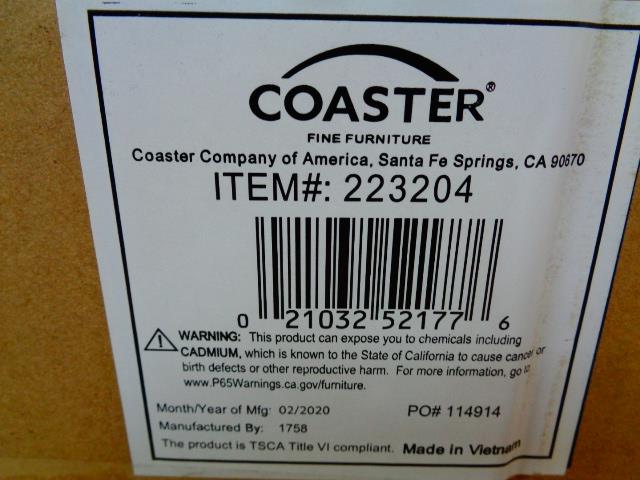 COASTER®
FINE FURNITURE
Coaster Company of America, Santa Fe Springs, CA 90670
ITEM#: 223204
0 21032 52177 6
WARNING: This product can expose you to chemicals including
CADMIUM, which is known to the State of California to cause cancer or
birth defects or other reproductive harm. For more information, go to
www.P65Warnings.ca.gov/furniture.
Month/Year of Mfg: 02/2020 PO# 114914
Manufactured By: 1758
The product is TSCA Title VI compliant. Made in Vietnam